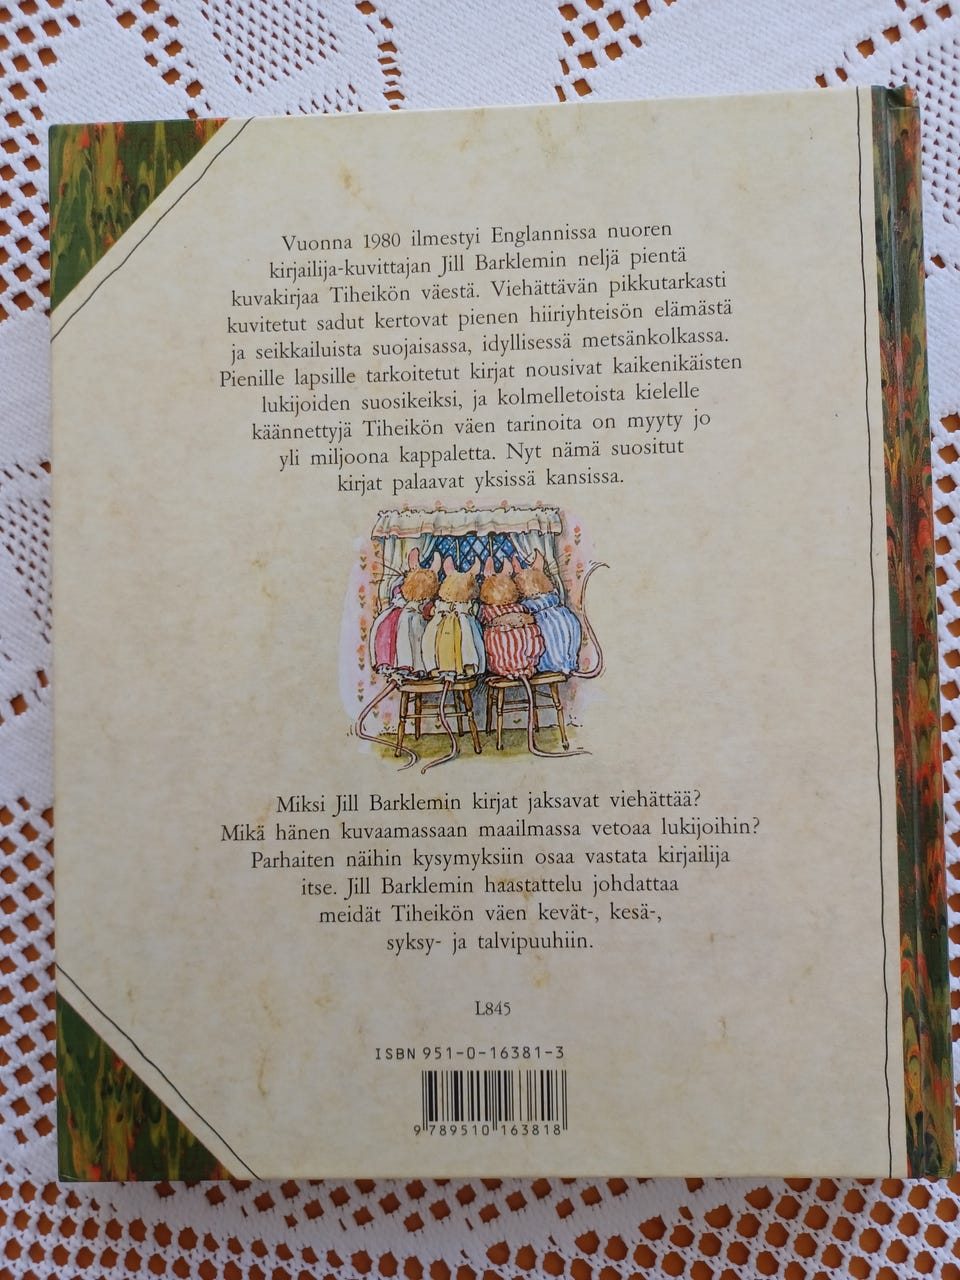 Vuonna 1980 ilmestyi Englannissa nuoren
kirjailija-kuvittajan Jill Barklemin neljä pientä
kuvakirjaa Tiheikön väestä. Viehättävän pikkutarkasti
kuvitetut sadut kertovat pienen hiiriyhteisön elämästä
ja seikkailuista suojaisassa, idyllisessä metsänkolkassa.
Pienille lapsille tarkoitetut kirjat nousivat kaikenikäisten
lukijoiden suosikeiksi, ja kolmelletoista kielelle
käännettyjä Tiheikön väen tarinoita on myyty jo
yli miljoona kappaletta. Nyt nämä suositut
kirjat palaavat yksissä kansissa.
Miksi Jill Barklemin kirjat jaksavat viehättää?
Mikä hänen kuvaamassaan maailmassa vetoaa lukijoihin?
Parhaiten näihin kysymyksiin osaa vastata kirjailija
itse. Jill Barklemin haastattelu johdattaa
meidät Tiheikön väen kevät-, kesä-,
syksy- ja talvipuuhiin.
L845
ISBN 951-0-16381-3
9 789510 163818